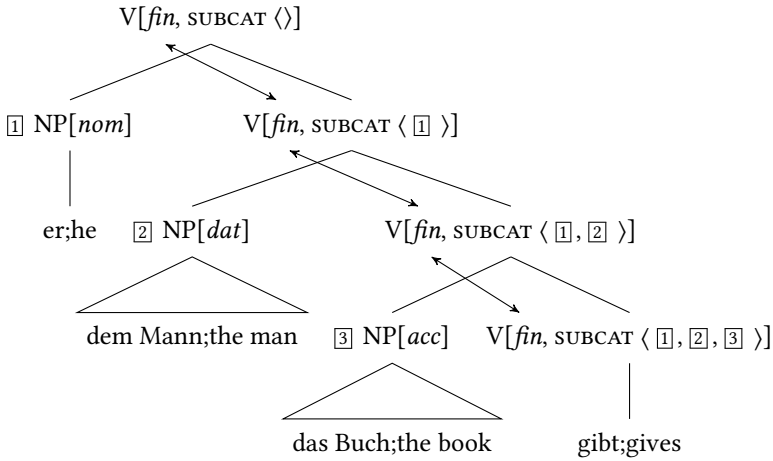 V[fin, SUBCAT ⟨⟩]
1 NP[nom] V[fin, SUBCAT ⟨ 1 ⟩]
er;he 2 NP[dat] V[fin, SUBCAT ⟨ 1 , 2 ⟩]
dem Mann;the man 3 NP[acc] V[fin, SUBCAT ⟨ 1 , 2 , 3 ⟩]
das Buch;the book gibt;gives